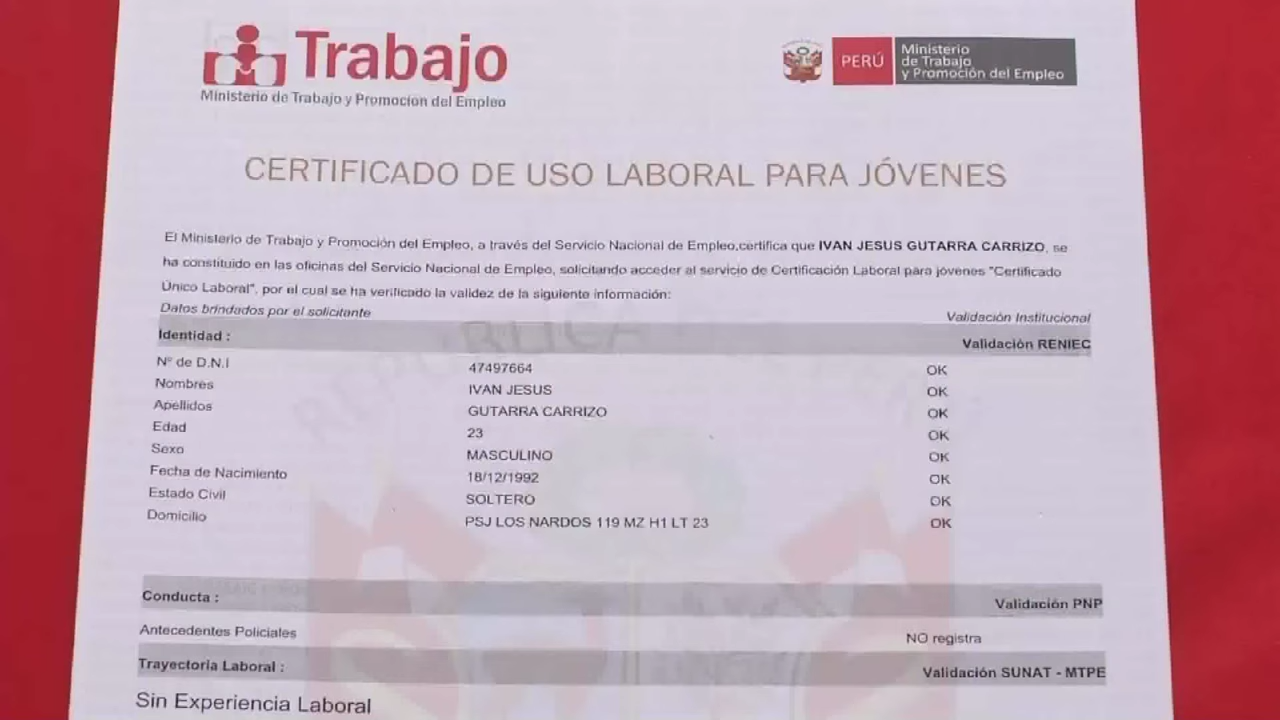 Trabajo
Ministerio de Trabajo y Promoción del Empleo
PERÚ
Ministerio
de Trabajo
y Promoción del Empleo
CERTIFICADO DE USO LABORAL PARA JÓVENES
El Ministerio de Trabajo y Promoción del Empleo, a través del Servicio Nacional de Empleo,certifica que IVAN JESUS GUTARRA CARRIZO, se
ha constituido en las oficinas del Servicio Nacional de Empleo, solicitando acceder al servicio de Certificación Laboral para jóvenes "Certificado
Único Laboral", por el cual se ha verificado la validez de la siguiente información:
Datos brindados por el solicitante Validación Institucional
Identidad : Validación RENIEC
Nº de D.N.I 47497664 OK
Nombres IVAN JESUS OK
Apellidos GUTARRA CARRIZO OK
Edad 23 OK
Sexo MASCULINO OK
Fecha de Nacimiento 18/12/1992 OK
Estado Civil SOLTERO OK
Domicilio PSJ LOS NARDOS 119 MZ H1 LT 23 OK
Conducta : Validación PNP
Antecedentes Policiales NO registra
Trayectoria Laboral : Validación SUNAT - MTPE
Sin Experiencia Laboral